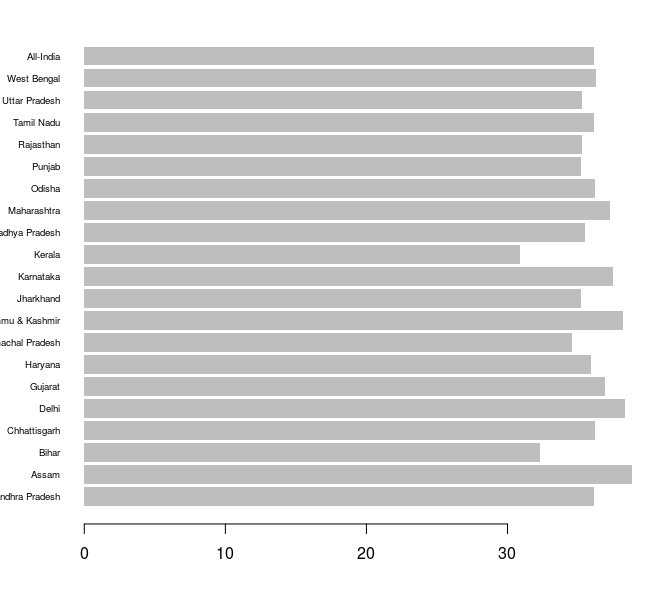 All-India
West Bengal
Uttar Pradesh
Tamil Nadu
Rajasthan
Punjab
Odisha
Maharashtra
adhya Pradesh
Kerala
Karnataka
Jharkhand
mu & Kashmir
achal Pradesh
Haryana
Gujarat
Delhi
Chhattisgarh
Bihar
Assam
ndhra Pradesh
0 10 20 30